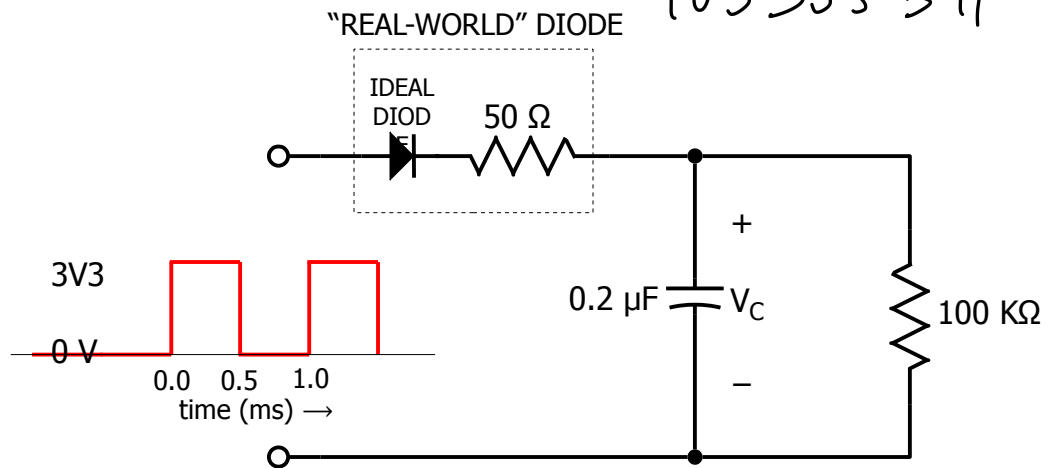 “REAL-WORLD” DIODE
IDEAL
DIOD
E
50 Ω
+
3V3
0.2 µF
V_C
100 KΩ
0 V
–
0.0 0.5 1.0
time (ms) →